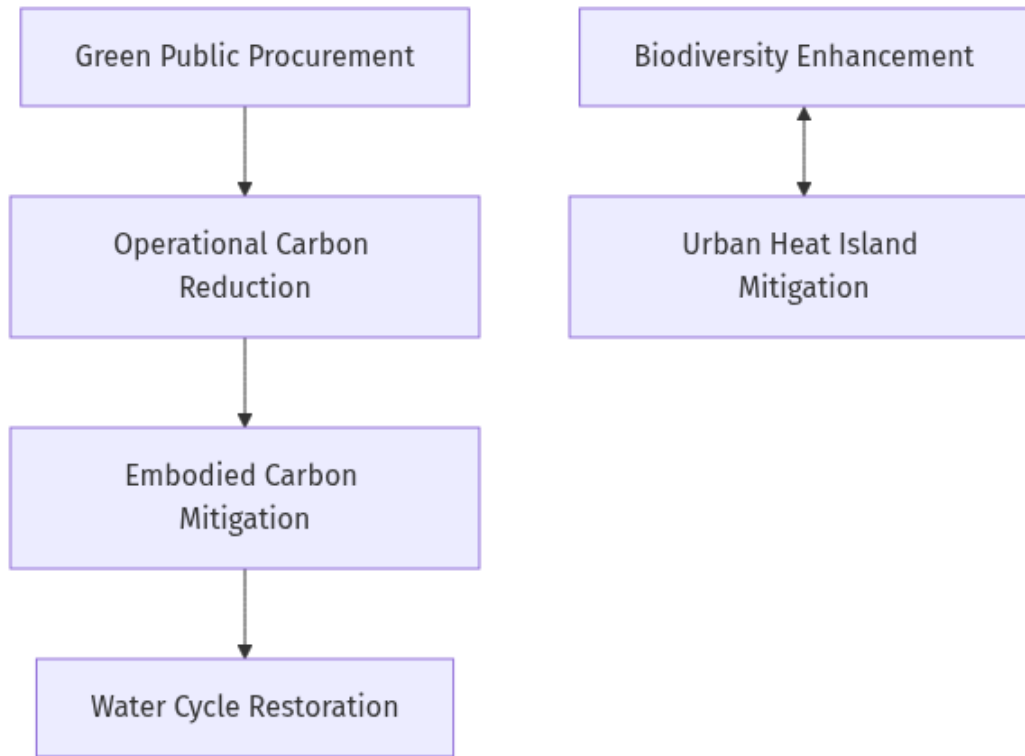 Green Public Procurement
Biodiversity Enhancement
Operational Carbon
Reduction
Urban Heat Island
Mitigation
Embodied Carbon
Mitigation
Water Cycle Restoration